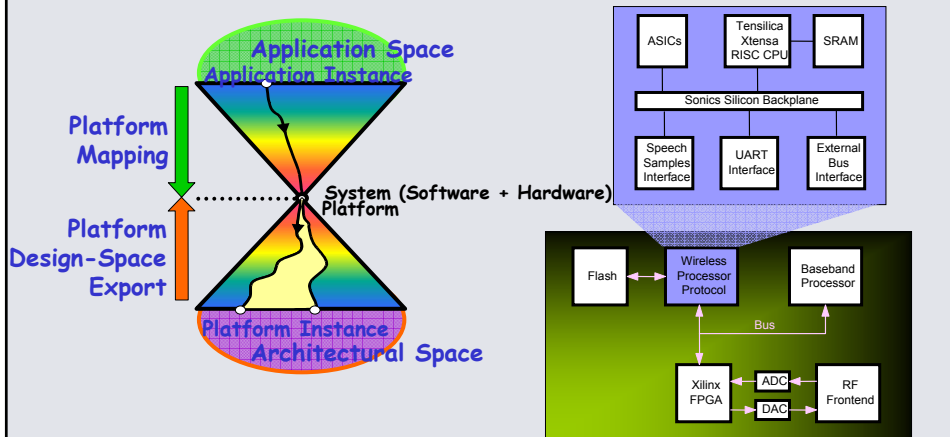 Application Space
Application Instance
Platform
Mapping
System (Software + Hardware)
Platform
Platform
Design-Space
Export
Platform Instance
Architectural Space
ASICs
Tensilica
Xtensa
RISC CPU
SRAM
Sonics Silicon Backplane
Speech
Samples
Interface
UART
Interface
External
Bus
Interface
Flash
Wireless
Processor
Protocol
Baseband
Processor
Bus
Xilinx
FPGA
ADC
DAC
RF
Frontend